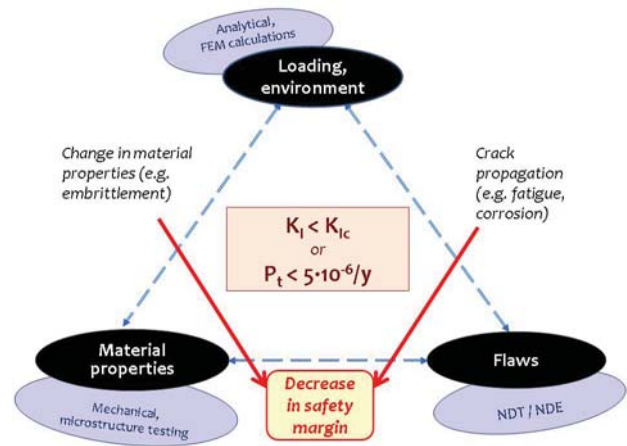 Analytical,
FEM calculations
Loading,
environment
Change in material
properties (e.g.
embrittlement)
Crack
propagation
(e.g. fatigue,
corrosion)
K_I < K_Ic
or
P_t < 5·10⁻⁶/y
Material
properties
Flaws
Decrease
in safety
margin
Mechanical,
microstructure testing
NDT / NDE